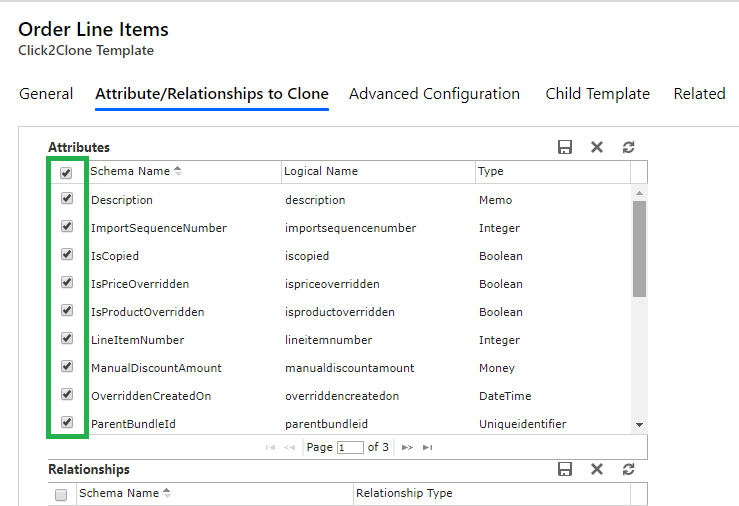 Order Line Items
Click2Clone Template
General Attribute/Relationships to Clone Advanced Configuration Child Template Related
Attributes
Schema Name Logical Name Type
Description description Memo
ImportSequenceNumber importsequencenumber Integer
IsCopied iscopied Boolean
IsPriceOverridden ispriceoverridden Boolean
IsProductOverridden isproductoverridden Boolean
LineItemNumber lineitemnumber Integer
ManualDiscountAmount manualdiscountamount Money
OverriddenCreatedOn overriddencreatedon DateTime
ParentBundleId parentbundleid Uniqueidentifier
Page 1 of 3
Relationships
Schema Name Relationship Type